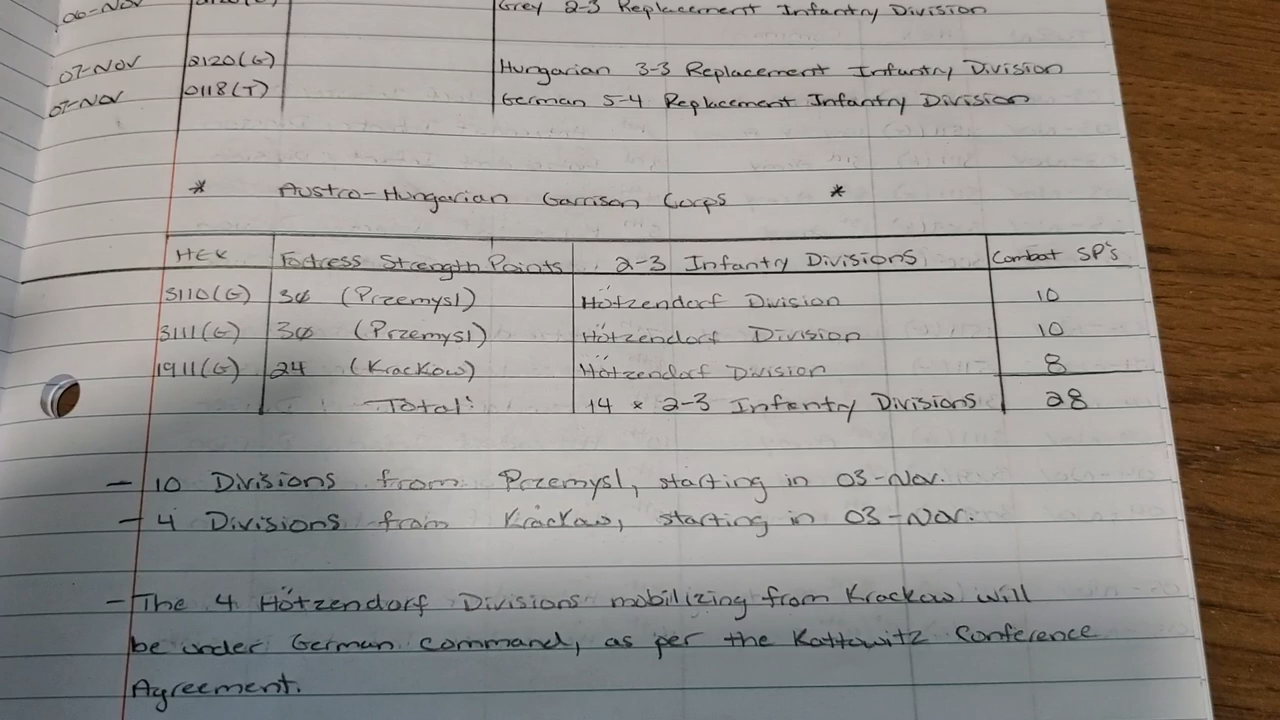 06-Nov Grey 2-3 Replacement Infantry Division
07-Nov 2120(G) Hungarian 3-3 Replacement Infantry Division
07-Nov 0118(T) German 5-4 Replacement Infantry Division
* Austro-Hungarian Garrison Corps *
HEX Fortress Strength Points 2-3 Infantry Divisions Combat SP's
3110(G) 30 (Przemysl) Hötzendorf Division 10
3111(G) 30 (Przemysl) Hötzendorf Division 10
1911(G) 24 (Krackow) Hötzendorf Division 8
Total: 14 x 2-3 Infantry Divisions 28
- 10 Divisions from Przemysl, starting in 03-Nov.
- 4 Divisions from Krackow, starting in 03-Nov.
- The 4 Hötzendorf Divisions mobilizing from Krackow will
be under German command, as per the Kattowitz Conference
Agreement.